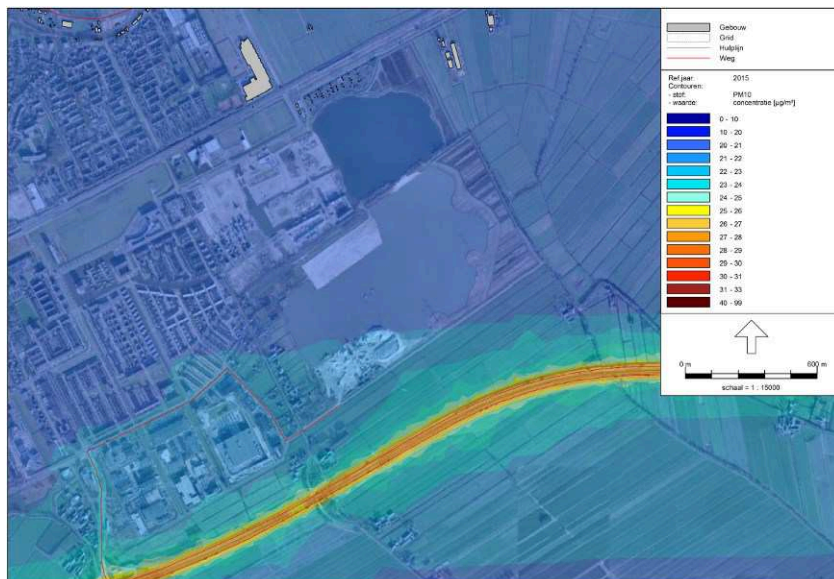 Gebouw
Grid
Hulplijn
Weg
Ref.jaar 2015
Contouren:
- stof: PM10
- waarde: concentratie [µg/m³]
0 - 10
10 - 20
20 - 21
21 - 22
22 - 23
23 - 24
24 - 25
25 - 26
26 - 27
27 - 28
28 - 29
29 - 30
30 - 31
31 - 33
40 - 99
0 m 600 m
schaal = 1 : 15000